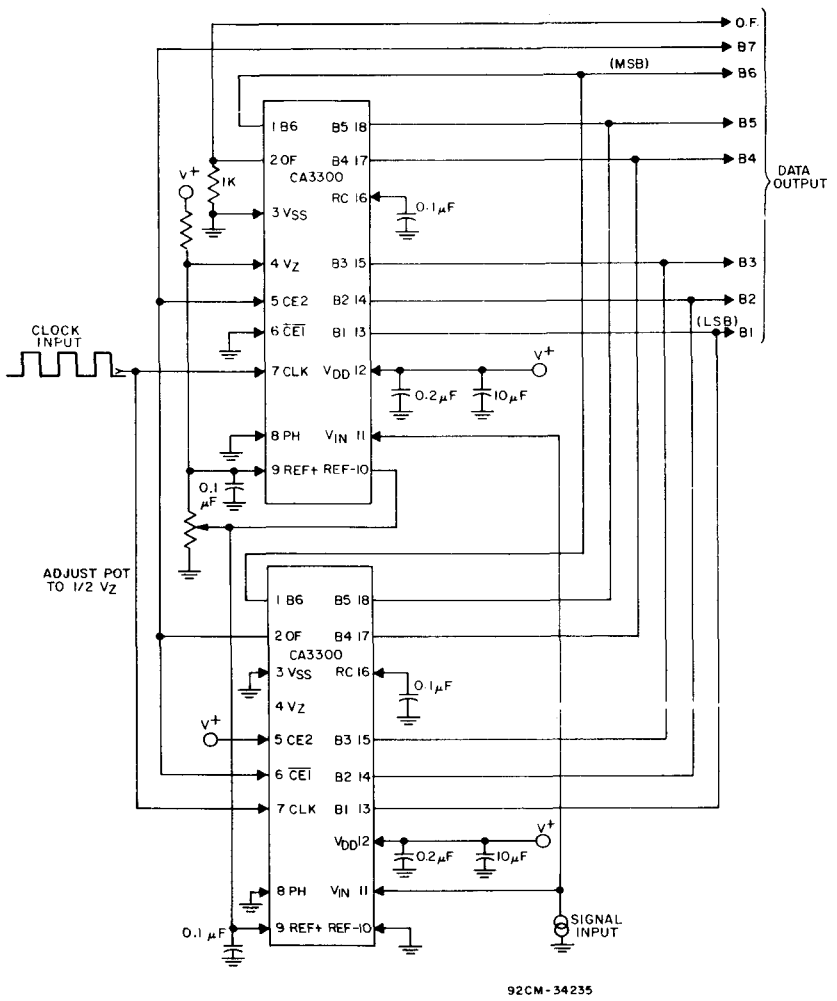 O.F.
B7
(MSB)
B6
1 B6
B5 18
B5
2 OF
B4 17
B4
CA3300
DATA
OUTPUT
V+
1K
RC 16
0.1µF
3 VSS
4 VZ
B3 15
B3
5 CE2
B2 14
B2
CLOCK
INPUT
6 CE1
B1 13
(LSB)
B1
7 CLK
VDD 12
V+
0.2µF
10µF
8 PH
VIN 11
9 REF+
REF-10
0.1
µF
ADJUST POT
TO 1/2 VZ
1 B6
B5 18
2 OF
B4 17
CA3300
3 VSS
RC 16
0.1µF
4 VZ
V+
5 CE2
B3 15
6 CE1
B2 14
7 CLK
B1 13
VDD12
V+
0.2µF
10µF
8 PH
VIN 11
SIGNAL
INPUT
0.1 µF
9 REF+
REF-10
92CM-34235